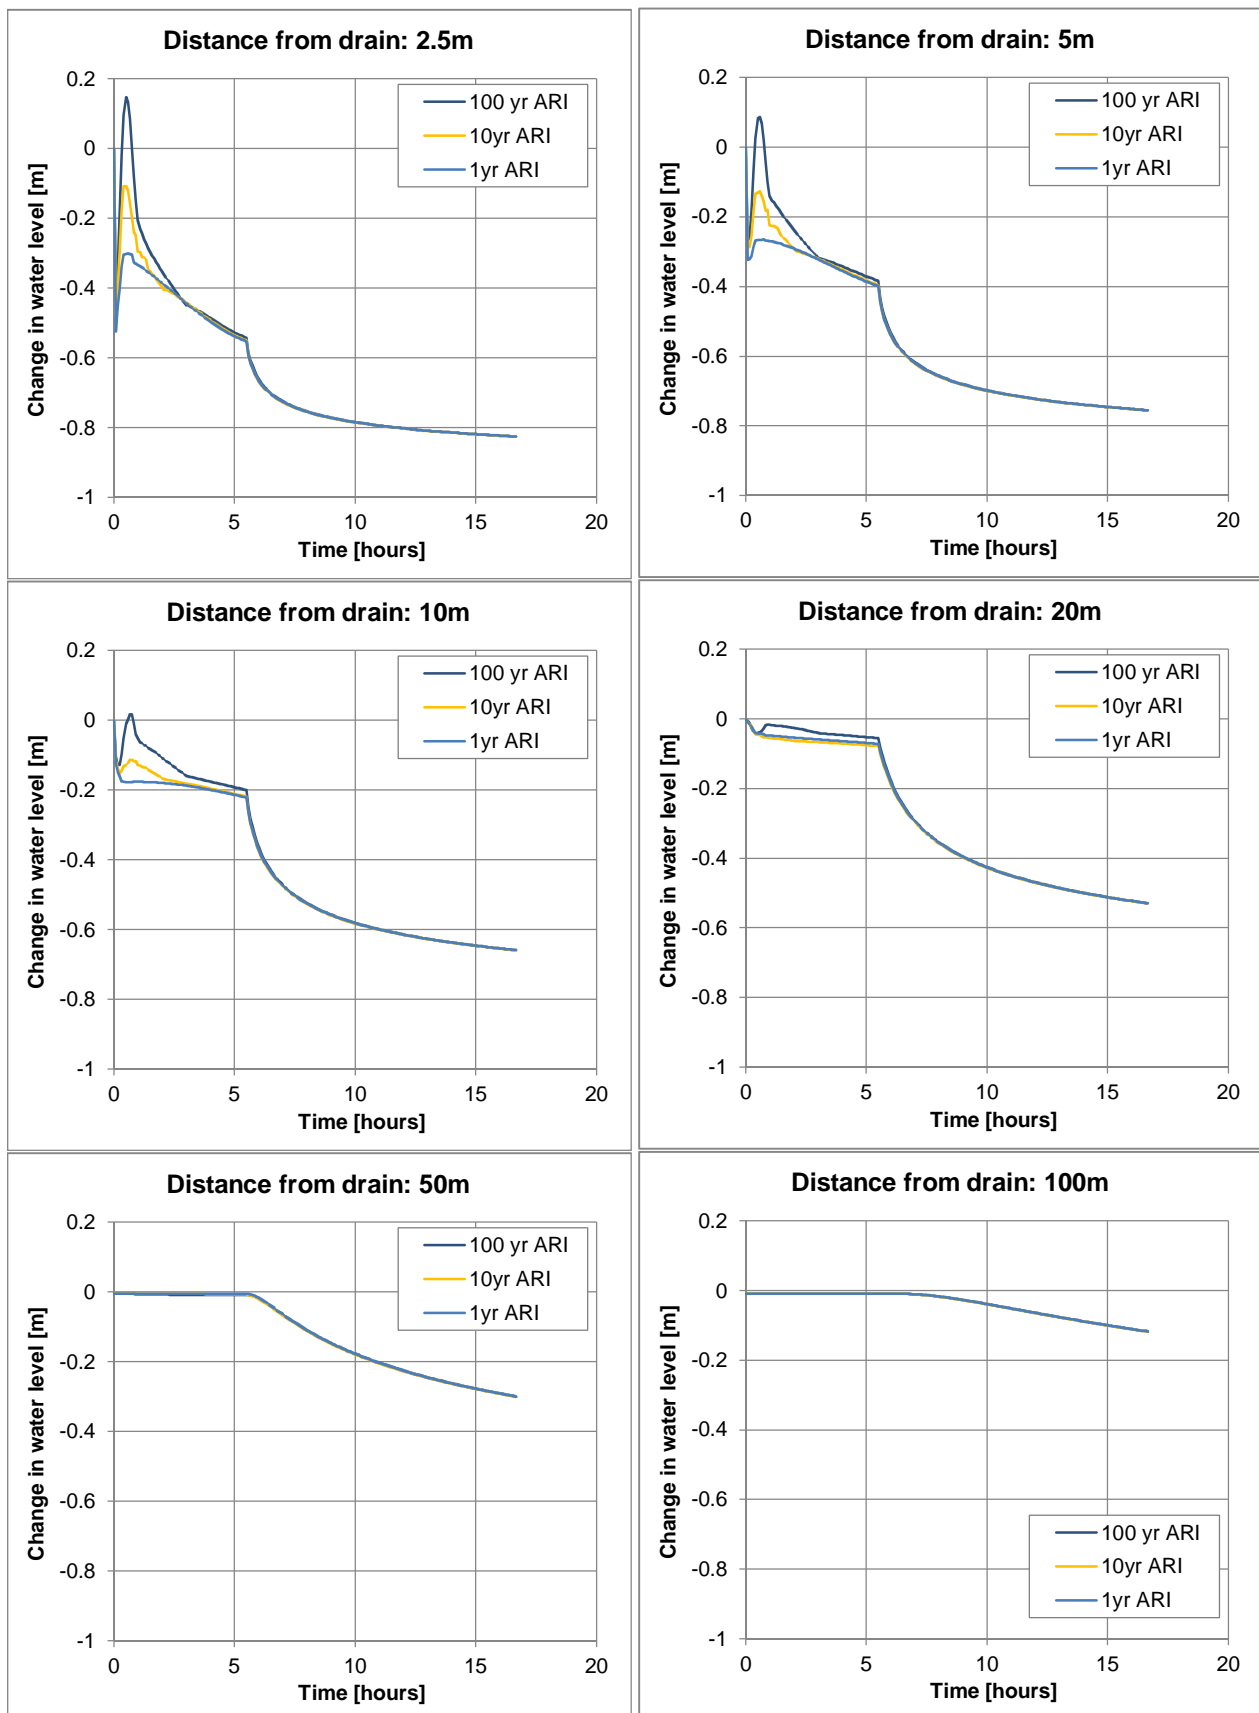 Distance from drain: 2.5m
0.2
0
-0.2
-0.4
-0.6
-0.8
-1
Change in water level [m]
100 yr ARI
10yr ARI
1yr ARI
0 5 10 15 20
Time [hours]
Distance from drain: 5m
0.2
0
-0.2
-0.4
-0.6
-0.8
-1
Change in water level [m]
100 yr ARI
10yr ARI
1yr ARI
0 5 10 15 20
Time [hours]
Distance from drain: 10m
0.2
0
-0.2
-0.4
-0.6
-0.8
-1
Change in water level [m]
100 yr ARI
10yr ARI
1yr ARI
0 5 10 15 20
Time [hours]
Distance from drain: 20m
0.2
0
-0.2
-0.4
-0.6
-0.8
-1
Change in water level [m]
100 yr ARI
10yr ARI
1yr ARI
0 5 10 15 20
Time [hours]
Distance from drain: 50m
0.2
0
-0.2
-0.4
-0.6
-0.8
-1
Change in water level [m]
100 yr ARI
10yr ARI
1yr ARI
0 5 10 15 20
Time [hours]
Distance from drain: 100m
0.2
0
-0.2
-0.4
-0.6
-0.8
-1
Change in water level [m]
100 yr ARI
10yr ARI
1yr ARI
0 5 10 15 20
Time [hours]